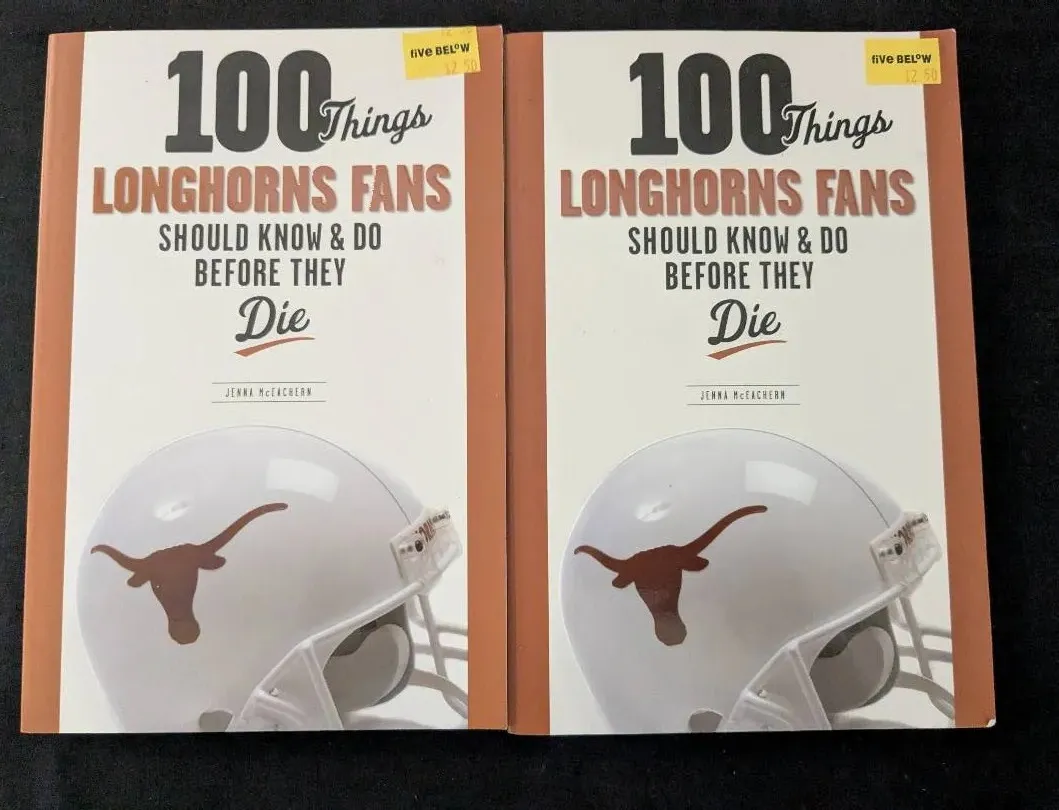 five BELOW
$2.50
100 Things
LONGHORNS FANS
SHOULD KNOW & DO
BEFORE THEY
Die
JENNA McEACHERN
five BELOW
$2.50
100 Things
LONGHORNS FANS
SHOULD KNOW & DO
BEFORE THEY
Die
JENNA McEACHERN